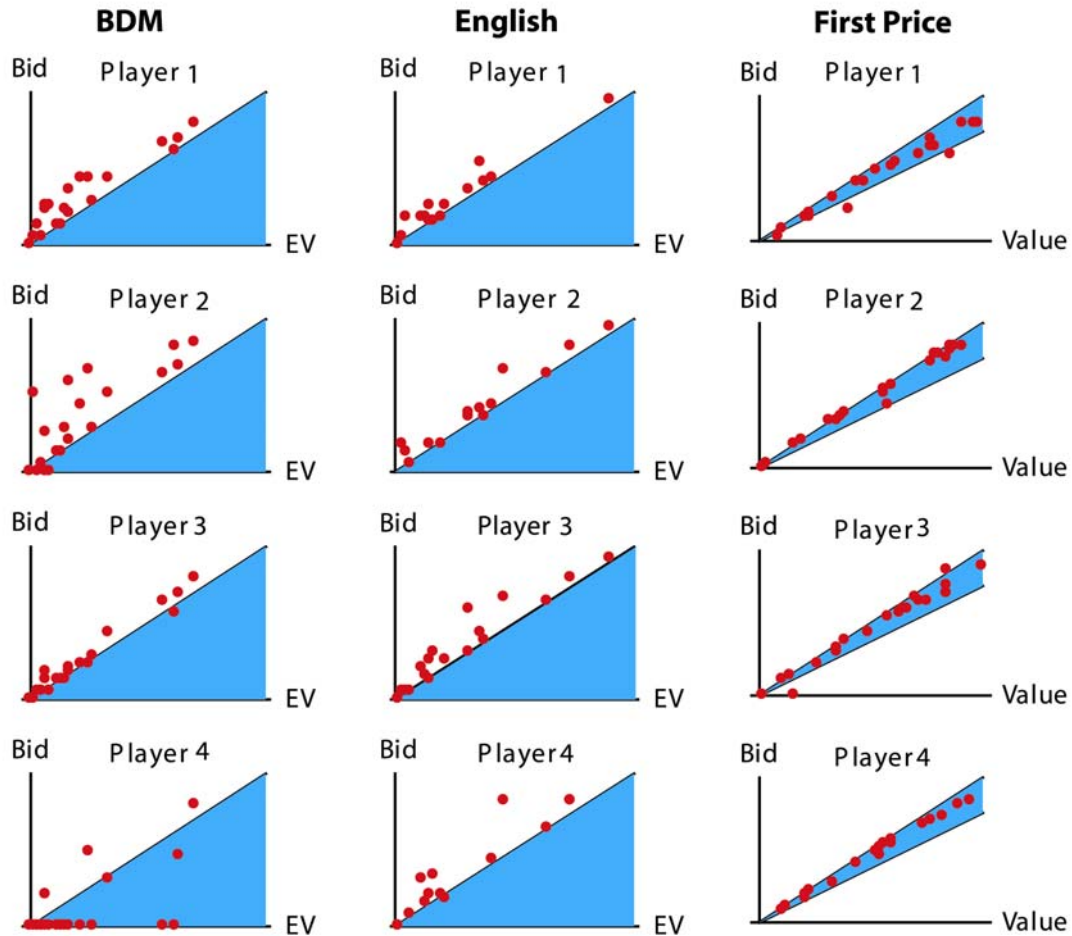 BDM English First Price
Bid Player 1 Bid Player 1 Bid Player 1
EV EV Value
Bid Player 2 Bid Player 2 Bid Player 2
EV EV Value
Bid Player 3 Bid Player 3 Bid Player 3
EV EV Value
Bid Player 4 Bid Player 4 Bid Player 4
EV EV Value